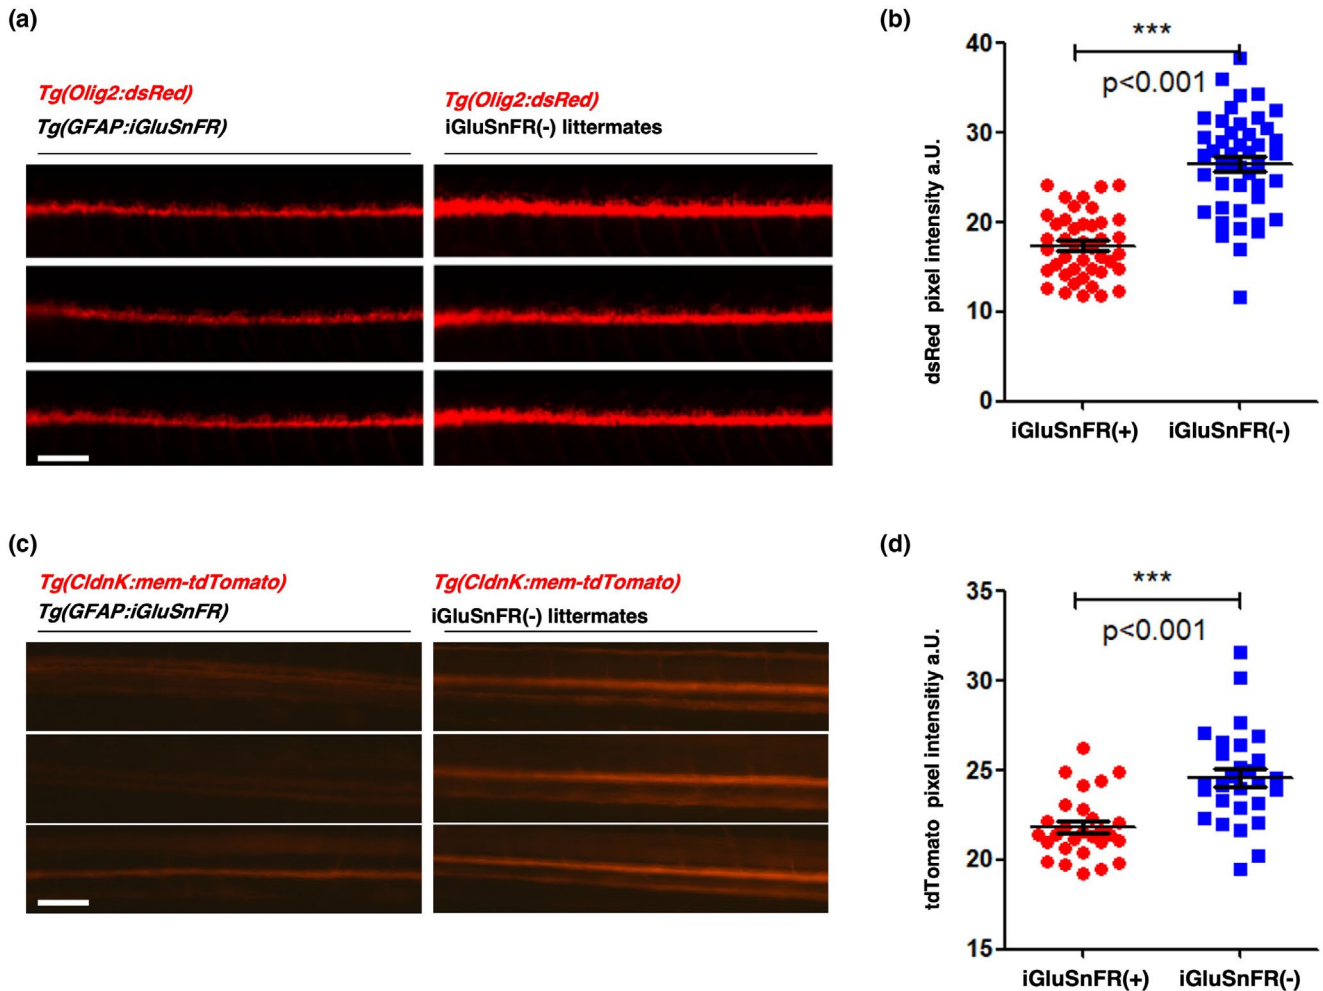 (a)
Tg(Olig2:dsRed)
Tg(GFAP:iGluSnFR)
Tg(Olig2:dsRed)
iGluSnFR(-) littermates
(b)
***
p<0.001
dsRed pixel intensity a.U.
40
30
20
10
0
iGluSnFR(+)
iGluSnFR(-)
(c)
Tg(CldnK:mem-tdTomato)
Tg(GFAP:iGluSnFR)
Tg(CldnK:mem-tdTomato)
iGluSnFR(-) littermates
(d)
***
p<0.001
tdTomato pixel intensitiy a.U.
35
30
25
20
15
iGluSnFR(+)
iGluSnFR(-)